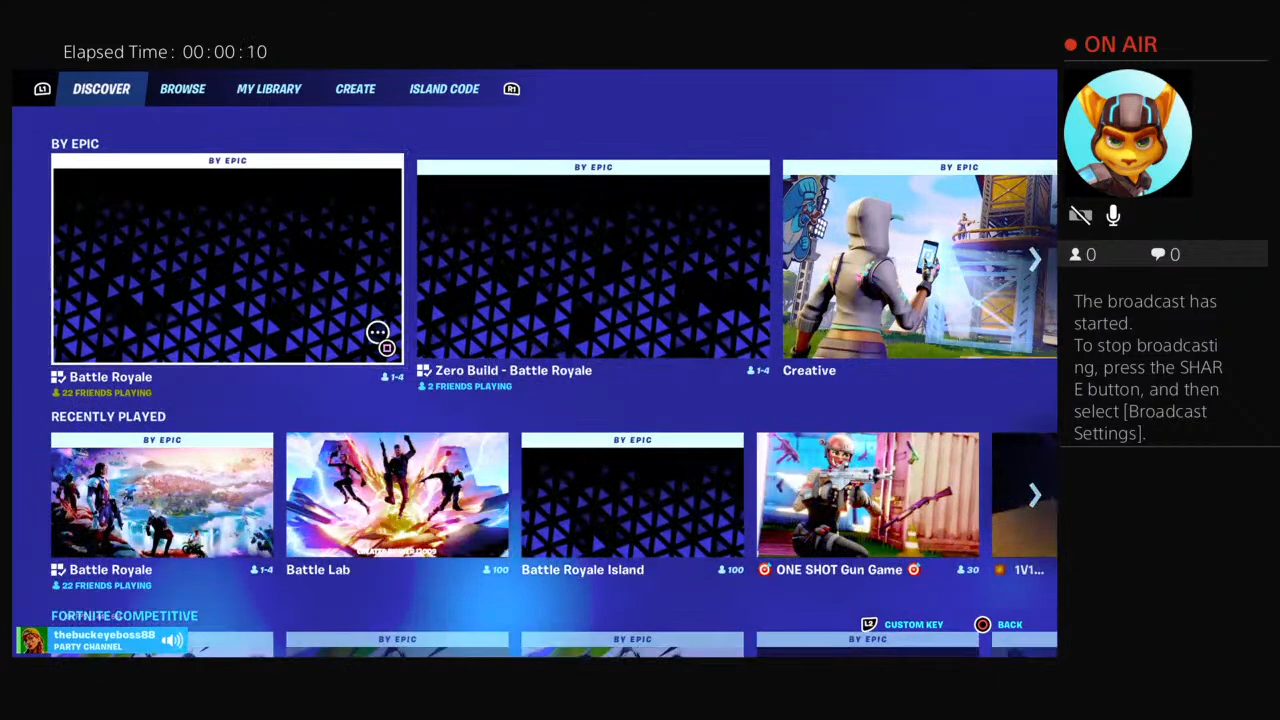 Elapsed Time: 00:00:10
ON AIR
L1 DISCOVER BROWSE MY LIBRARY CREATE ISLAND CODE R1
BY EPIC
BY EPIC
BY EPIC
BY EPIC
Battle Royale 1-4
22 FRIENDS PLAYING
Zero Build - Battle Royale 1-4
2 FRIENDS PLAYING
Creative
RECENTLY PLAYED
BY EPIC
BY EPIC
Battle Royale 1-4
22 FRIENDS PLAYING
Battle Lab 100
Battle Royale Island 100
ONE SHOT Gun Game 30
1V1...
FORTNITE COMPETITIVE
thebuckeyeboss88
PARTY CHANNEL
L2 CUSTOM KEY BACK
BY EPIC
BY EPIC
BY EPIC
0 0
The broadcast has
started.
To stop broadcasti
ng, press the SHAR
E button, and then
select [Broadcast
Settings].